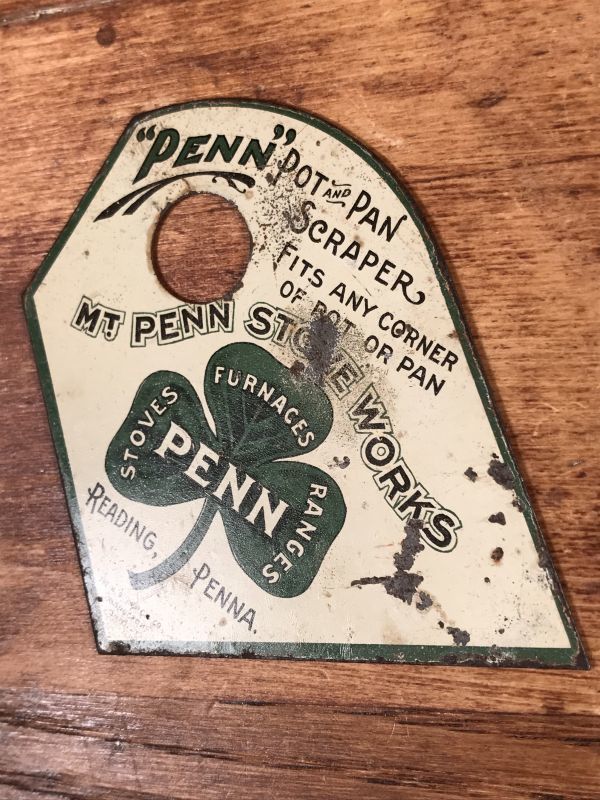 "PENN"
POT AND PAN
SCRAPER
FITS ANY CORNER
OF POT OR PAN
MT. PENN STOVE WORKS
STOVES
FURNACES
RANGES
PENN
READING, PENNA.